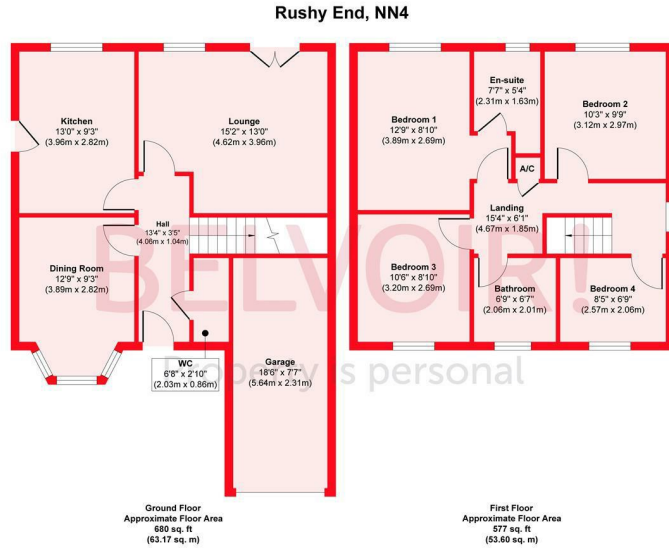 Rushy End, NN4
Kitchen
13'0" x 9'3"
(3.96m x 2.82m)
Lounge
15'2" x 13'0"
(4.62m x 3.96m)
Hall
13'4" x 3'5"
(4.06m x 1.04m)
Dining Room
12'9" x 9'3"
(3.89m x 2.82m)
WC
6'8" x 2'10"
(2.03m x 0.86m)
Garage
18'6" x 7'7"
(5.64m x 2.31m)
Ground Floor
Approximate Floor Area
680 sq. ft
(63.17 sq. m)
Bedroom 1
12'9" x 8'10"
(3.89m x 2.69m)
En-suite
7'7" x 5'4"
(2.31m x 1.63m)
Bedroom 2
10'3" x 9'9"
(3.12m x 2.97m)
A/C
Landing
15'4" x 6'1"
(4.67m x 1.85m)
Bedroom 3
10'6" x 8'10"
(3.20m x 2.69m)
Bathroom
6'9" x 6'7"
(2.06m x 2.01m)
Bedroom 4
8'5" x 6'9"
(2.57m x 2.06m)
First Floor
Approximate Floor Area
577 sq. ft
(53.60 sq. m)
BELVOIR!
Property is personal